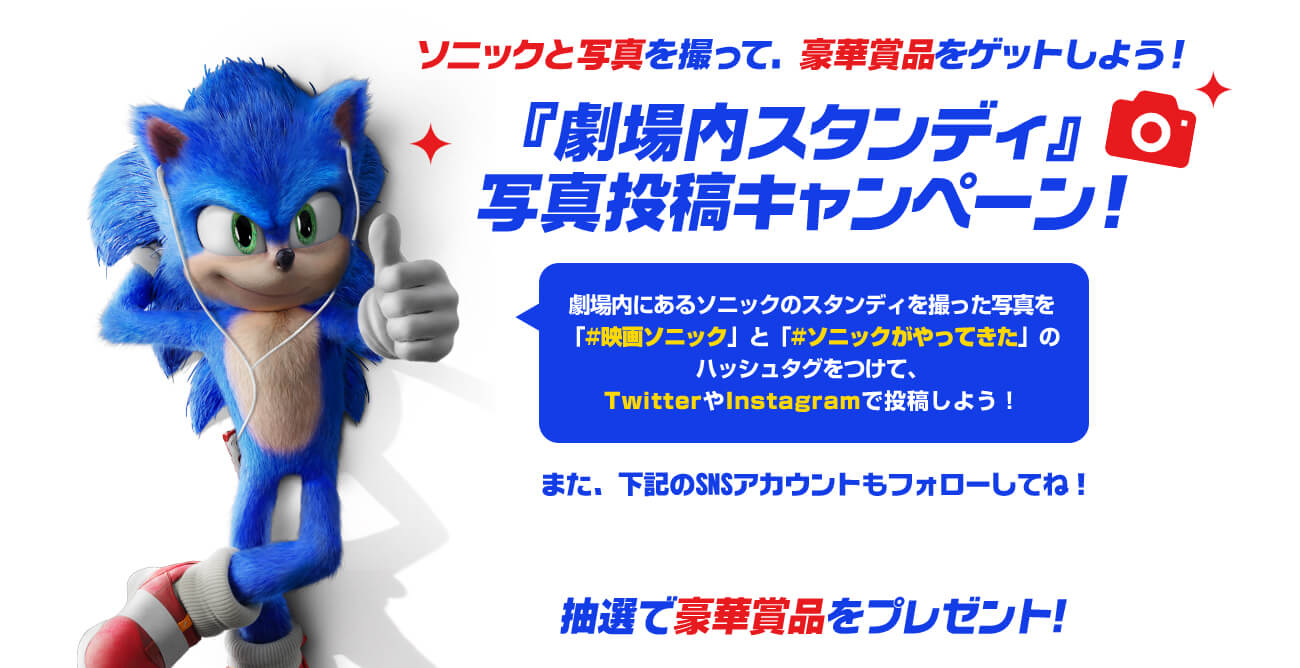 ソニックと写真を撮って、豪華賞品をゲットしよう！
『劇場内スタンディ』
写真投稿キャンペーン！
劇場内にあるソニックのスタンディを撮った写真を
「#映画ソニック」と「#ソニックがやってきた」の
ハッシュタグをつけて、
TwitterやInstagramで投稿しよう！
また、下記のSNSアカウントもフォローしてね！
抽選で豪華賞品をプレゼント！